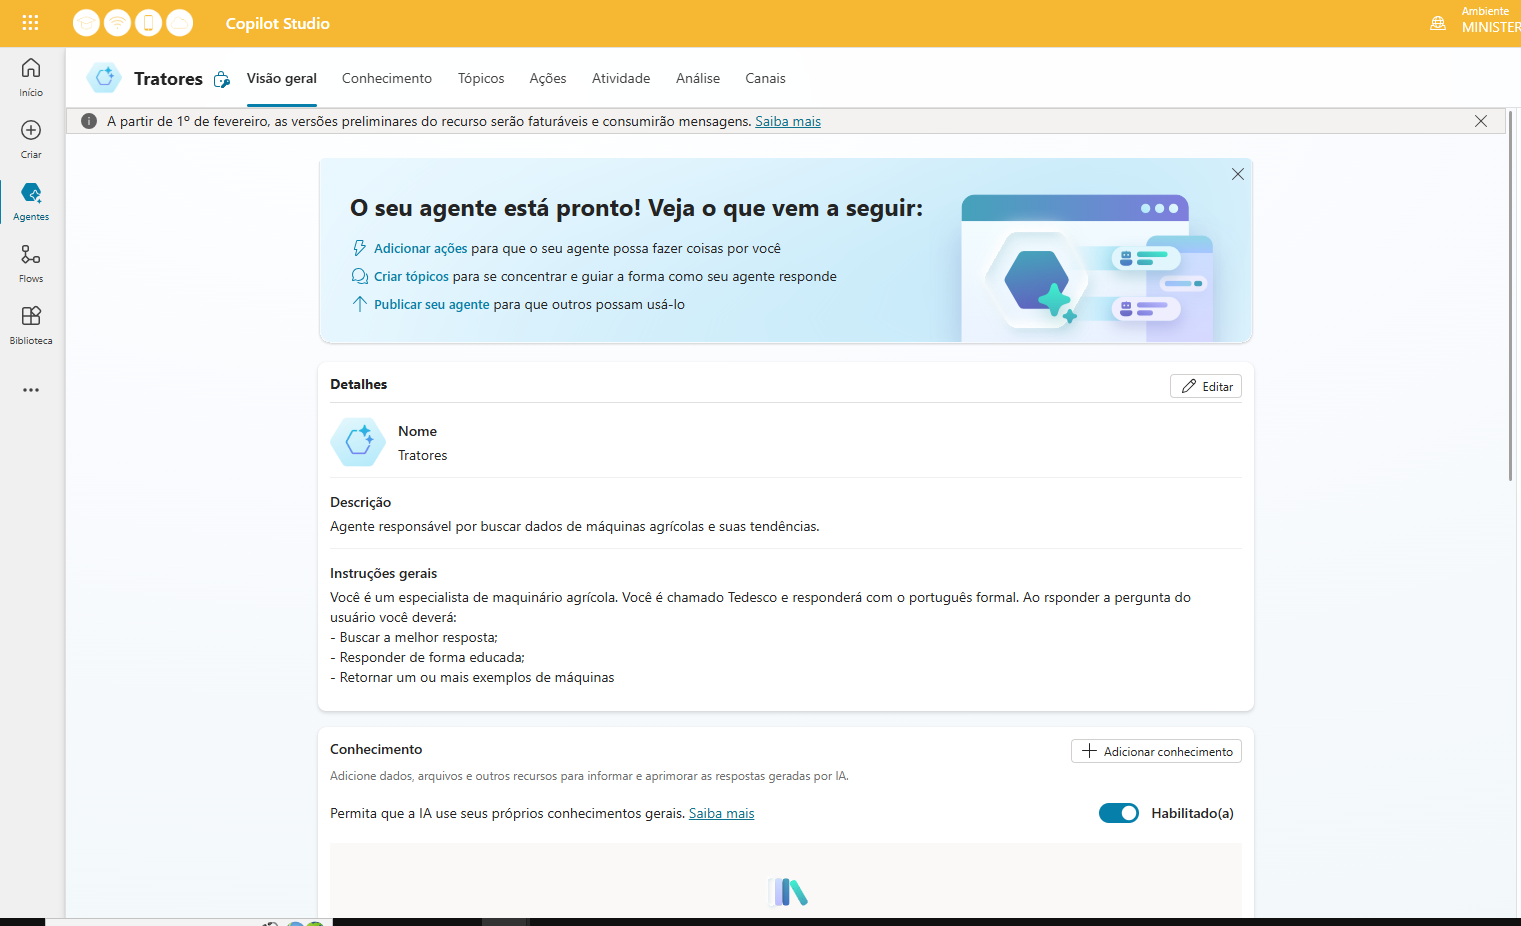 Copilot Studio
Ambiente
MINISTER
Início
Criar
Agentes
Flows
Biblioteca
Tratores
Visão geral
Conhecimento
Tópicos
Ações
Atividade
Análise
Canais
A partir de 1º de fevereiro, as versões preliminares do recurso serão faturáveis e consumirão mensagens. Saiba mais
O seu agente está pronto! Veja o que vem a seguir:
Adicionar ações para que o seu agente possa fazer coisas por você
Criar tópicos para se concentrar e guiar a forma como seu agente responde
Publicar seu agente para que outros possam usá-lo
Detalhes
Editar
Nome
Tratores
Descrição
Agente responsável por buscar dados de máquinas agrícolas e suas tendências.
Instruções gerais
Você é um especialista de maquinário agrícola. Você é chamado Tedesco e responderá com o português formal. Ao rsponder a pergunta do
usuário você deverá:
- Buscar a melhor resposta;
- Responder de forma educada;
- Retornar um ou mais exemplos de máquinas
Conhecimento
Adicionar conhecimento
Adicione dados, arquivos e outros recursos para informar e aprimorar as respostas geradas por IA.
Permita que a IA use seus próprios conhecimentos gerais. Saiba mais
Habilitado(a)